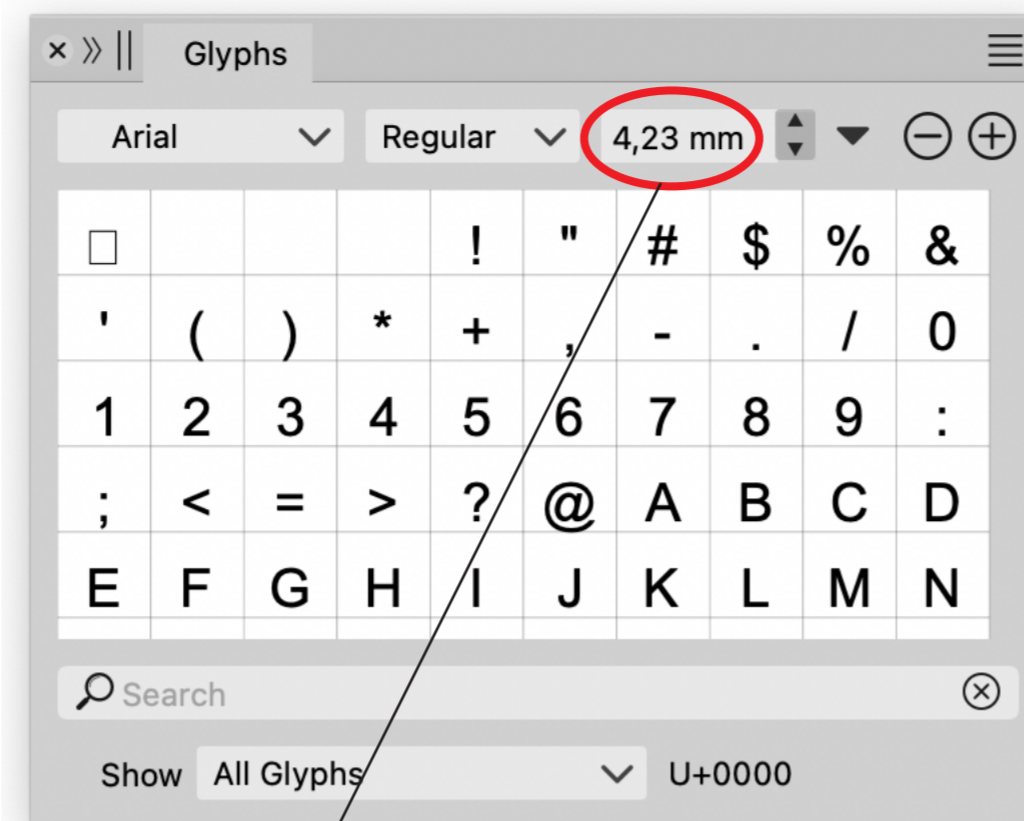 Glyphs
Arial Regular 4,23 mm
! " # $ % &
' ( ) * + , - . / 0
1 2 3 4 5 6 7 8 9 :
; < = > ? @ A B C D
E F G H I J K L M N
Search
Show All Glyphs U+0000